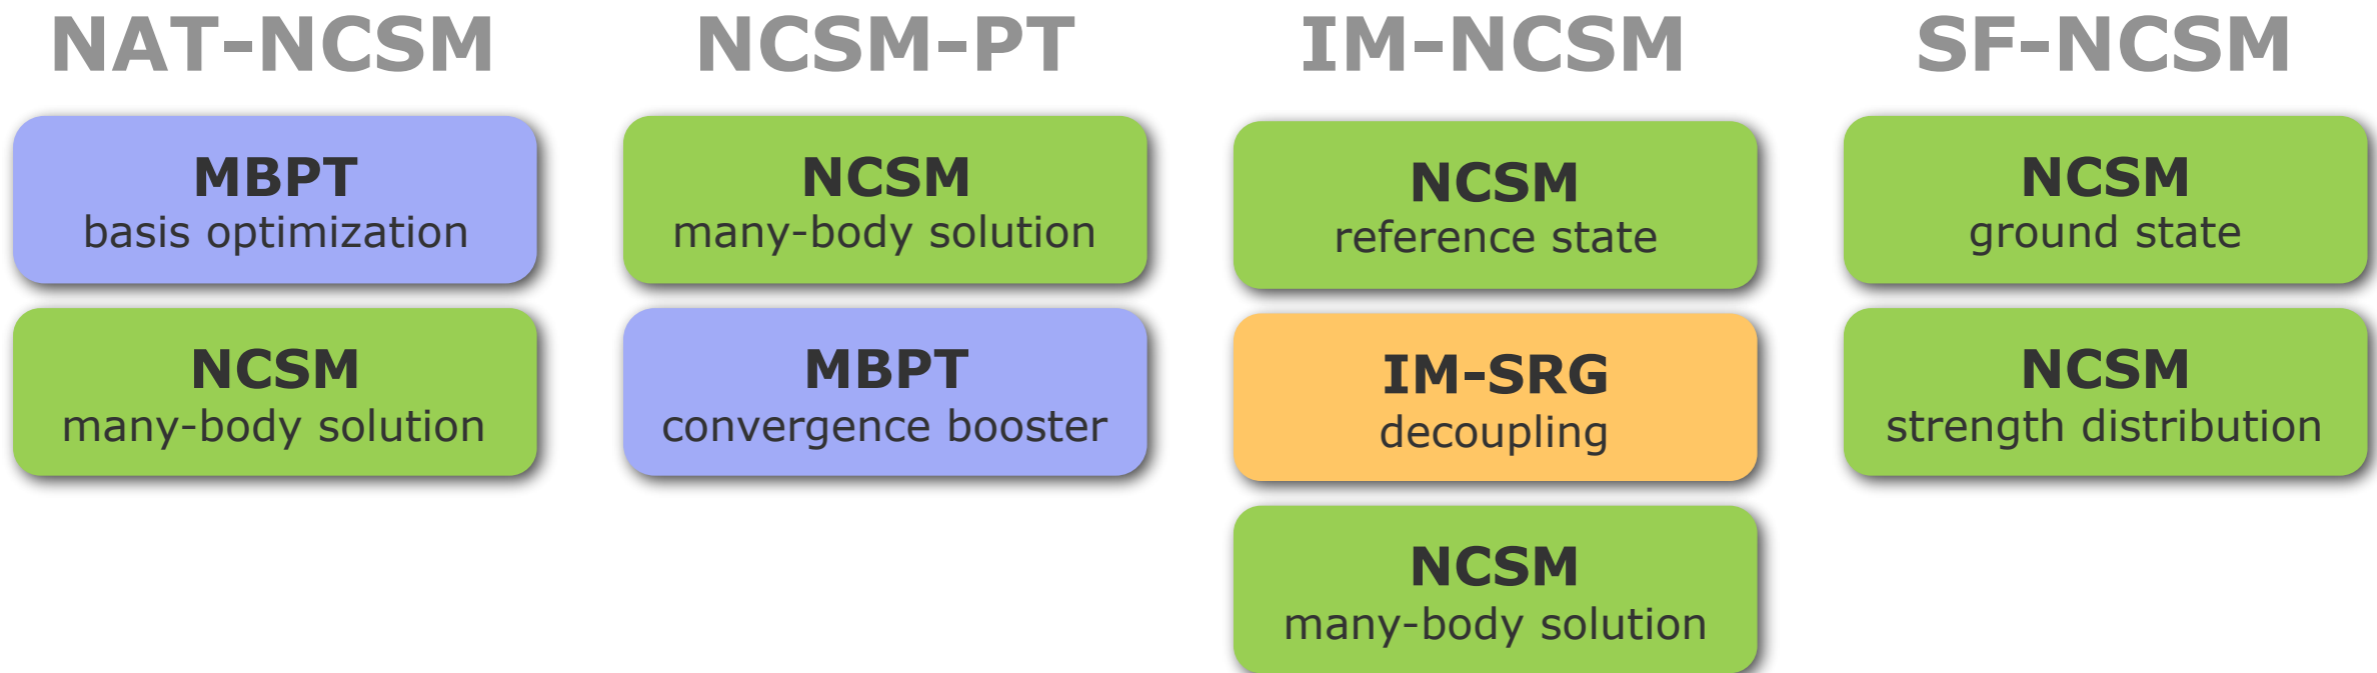 NAT-NCSM
MBPT
basis optimization
NCSM
many-body solution
NCSM-PT
NCSM
many-body solution
MBPT
convergence booster
IM-NCSM
NCSM
reference state
IM-SRG
decoupling
NCSM
many-body solution
SF-NCSM
NCSM
ground state
NCSM
strength distribution